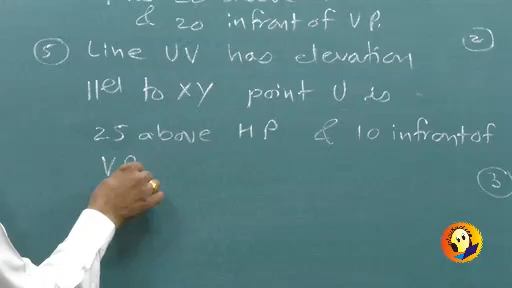 & 20 infront of VP.
⑤ Line UV has elevation
②
llel to XY point U is
25 above HP & 10 infront of
VP
③